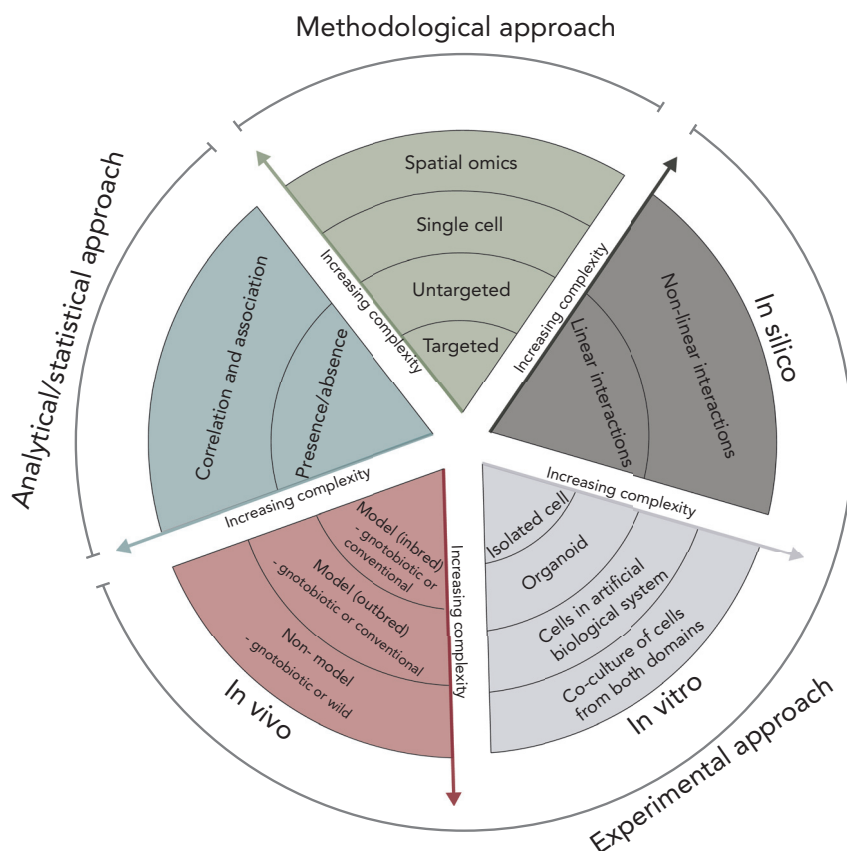 Methodological approach
Spatial omics
Single cell
Untargeted
Targeted
Increasing complexity
Increasing complexity
In silico
Non-linear interactions
Linear interactions
Analytical/statistical approach
Correlation and association
Presence/absence
Increasing complexity
Increasing complexity
Isolated cell
Organoid
Cells in artificial
biological system
Co-culture of cells
from both domains
In vitro
Model (inbred)
- gnotobiotic or
conventional
Model (outbred)
- gnotobiotic or conventional
Non- model
- gnotobiotic or wild
Increasing complexity
In vivo
Experimental approach